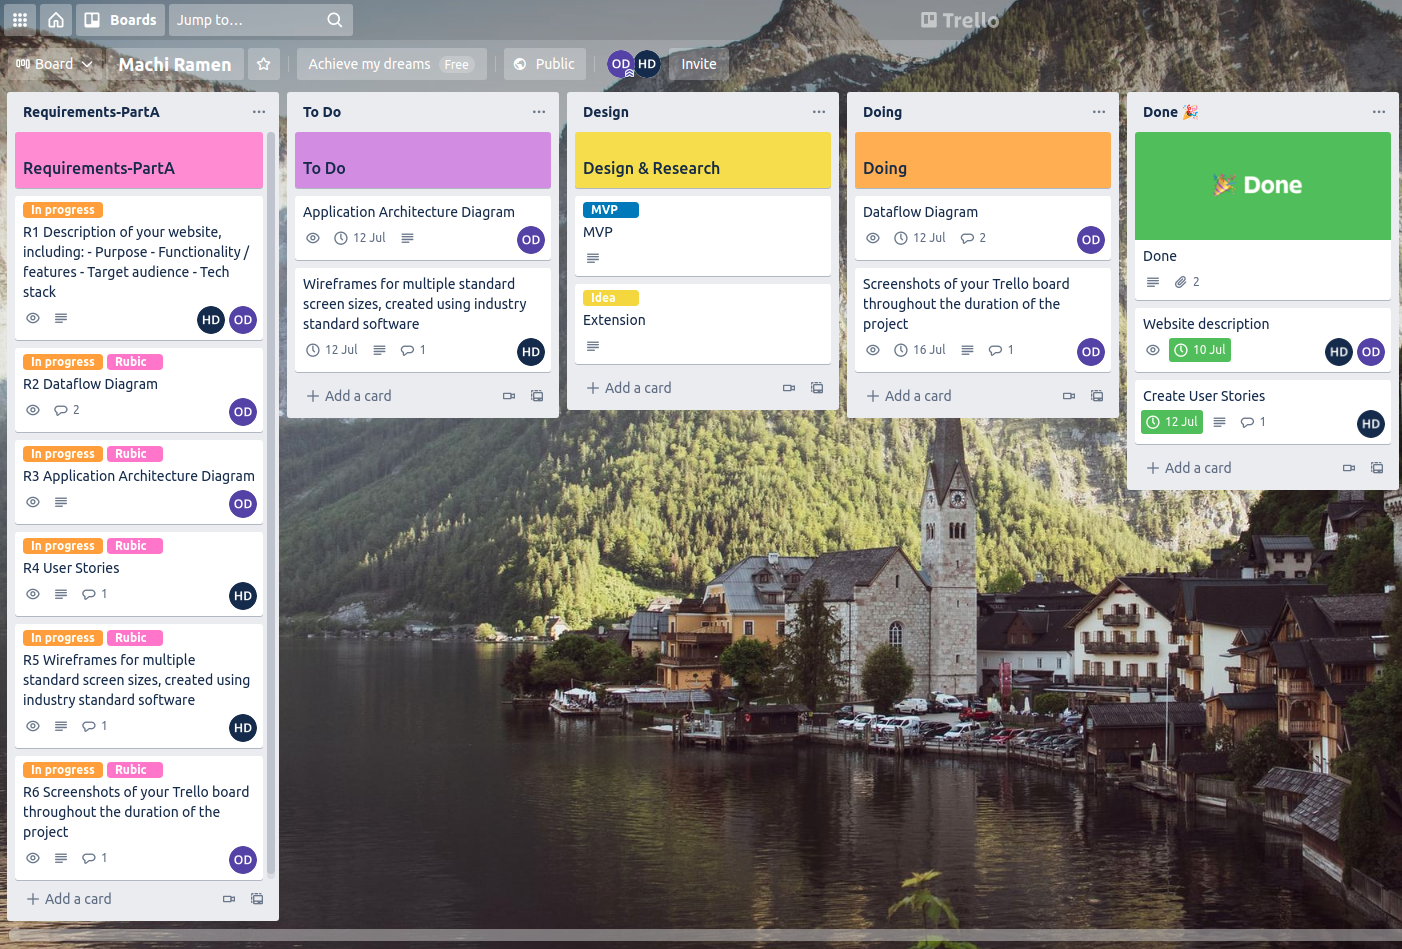 Boards
Jump to...
Trello
Board
Machi Ramen
Achieve my dreams Free
Public
OD HD
Invite
Requirements-PartA
Requirements-PartA
In progress
R1 Description of your website,
including: - Purpose - Functionality /
features - Target audience - Tech
stack
HD OD
In progress Rubic
R2 Dataflow Diagram
2
OD
In progress Rubic
R3 Application Architecture Diagram
OD
In progress Rubic
R4 User Stories
1
HD
In progress Rubic
R5 Wireframes for multiple
standard screen sizes, created using
industry standard software
1
HD
In progress Rubic
R6 Screenshots of your Trello board
throughout the duration of the
project
1
OD
+ Add a card
To Do
To Do
Application Architecture Diagram
12 Jul
OD
Wireframes for multiple standard
screen sizes, created using industry
standard software
12 Jul 1
HD
+ Add a card
Design
Design & Research
MVP
MVP
Idea
Extension
+ Add a card
Doing
Doing
Dataflow Diagram
12 Jul 2
OD
Screenshots of your Trello board
throughout the duration of the
project
16 Jul 1
OD
+ Add a card
Done 🎉
🎉 Done
Done
2
Website description
10 Jul
HD OD
Create User Stories
12 Jul 1
HD
+ Add a card